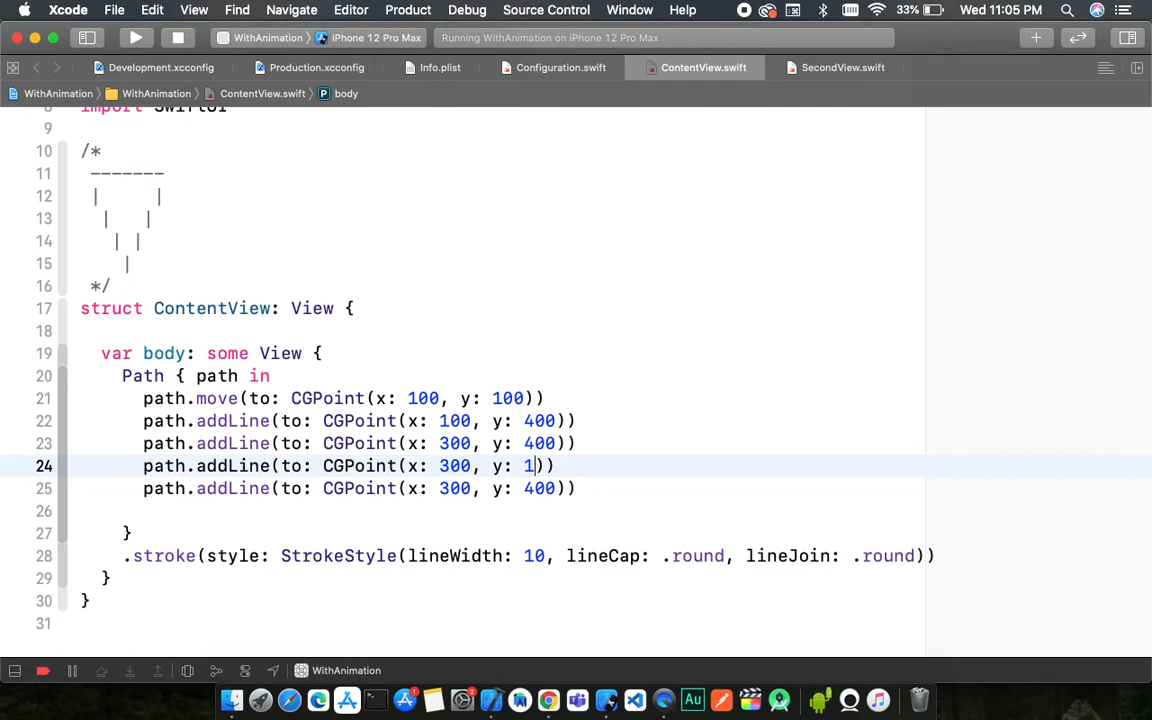 Xcode File Edit View Find Navigate Editor Product Debug Source Control Window Help 33% Wed 11:05 PM
WithAnimation › iPhone 12 Pro Max Running WithAnimation on iPhone 12 Pro Max
Development.xcconfig Production.xcconfig Info.plist Configuration.swift ContentView.swift SecondView.swift
WithAnimation › WithAnimation › ContentView.swift › P body
8 import SwiftUI
9
10 /*
11 -------
12 | |
13 | |
14 | |
15 |
16 */
17 struct ContentView: View {
18
19 var body: some View {
20 Path { path in
21 path.move(to: CGPoint(x: 100, y: 100))
22 path.addLine(to: CGPoint(x: 100, y: 400))
23 path.addLine(to: CGPoint(x: 300, y: 400))
24 path.addLine(to: CGPoint(x: 300, y: 1))
25 path.addLine(to: CGPoint(x: 300, y: 400))
26
27 }
28 .stroke(style: StrokeStyle(lineWidth: 10, lineCap: .round, lineJoin: .round))
29 }
30 }
31
WithAnimation